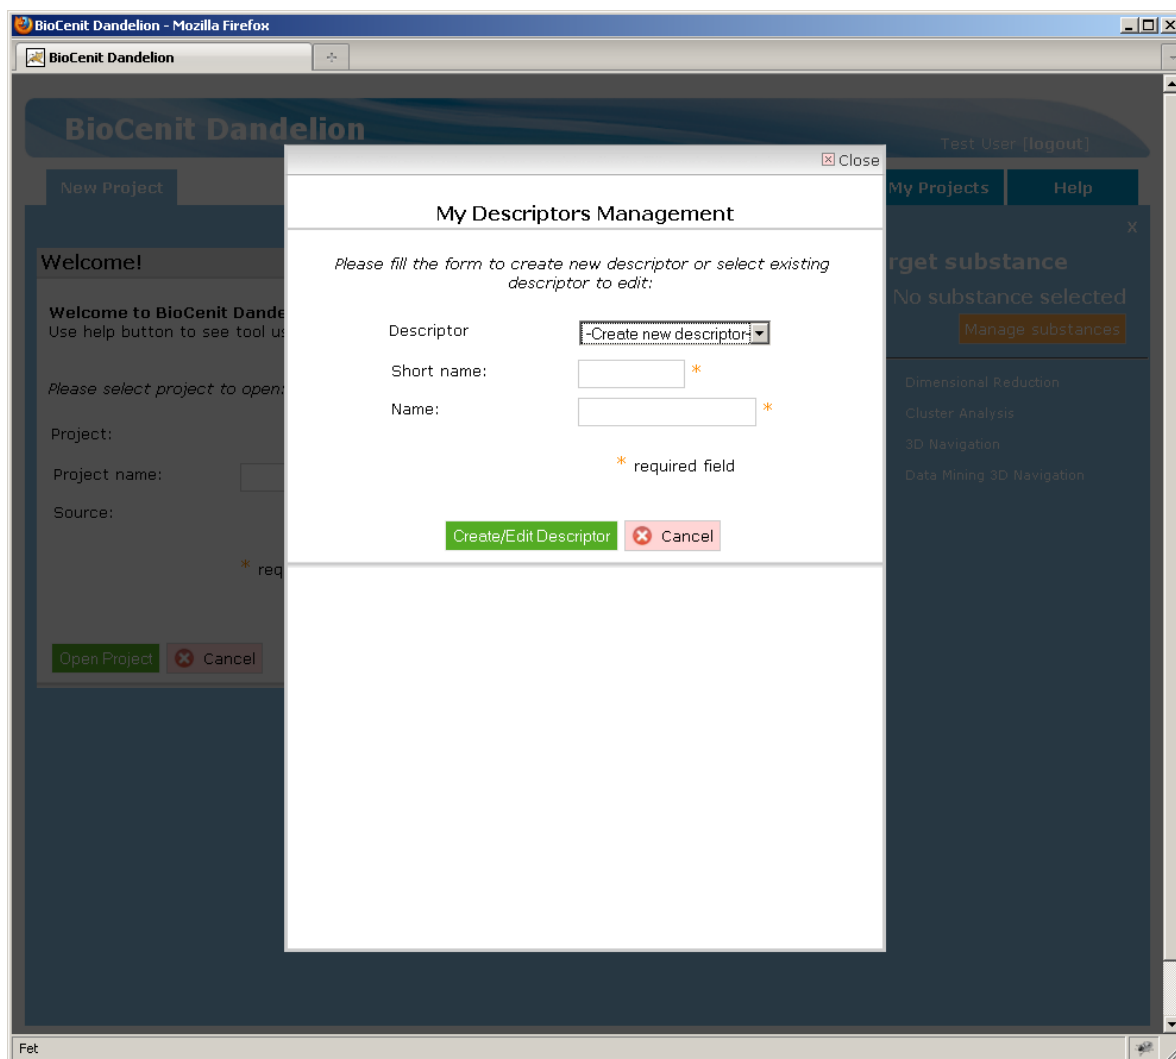 BioCenit Dandelion - Mozilla Firefox
BioCenit Dandelion
BioCenit Dandelion
Test User [logout]
New Project
My Projects
Help
Close
My Descriptors Management
Please fill the form to create new descriptor or select existing
descriptor to edit:
Descriptor
-Create new descriptor-
Short name:
*
Name:
*
* required field
Create/Edit Descriptor
Cancel
Welcome!
Welcome to BioCenit Dande
Use help button to see tool us
Please select project to open:
Project:
Project name:
Source:
* req
Open Project
Cancel
x
rget substance
No substance selected
Manage substances
Dimensional Reduction
Cluster Analysis
3D Navigation
Data Mining 3D Navigation
Fet